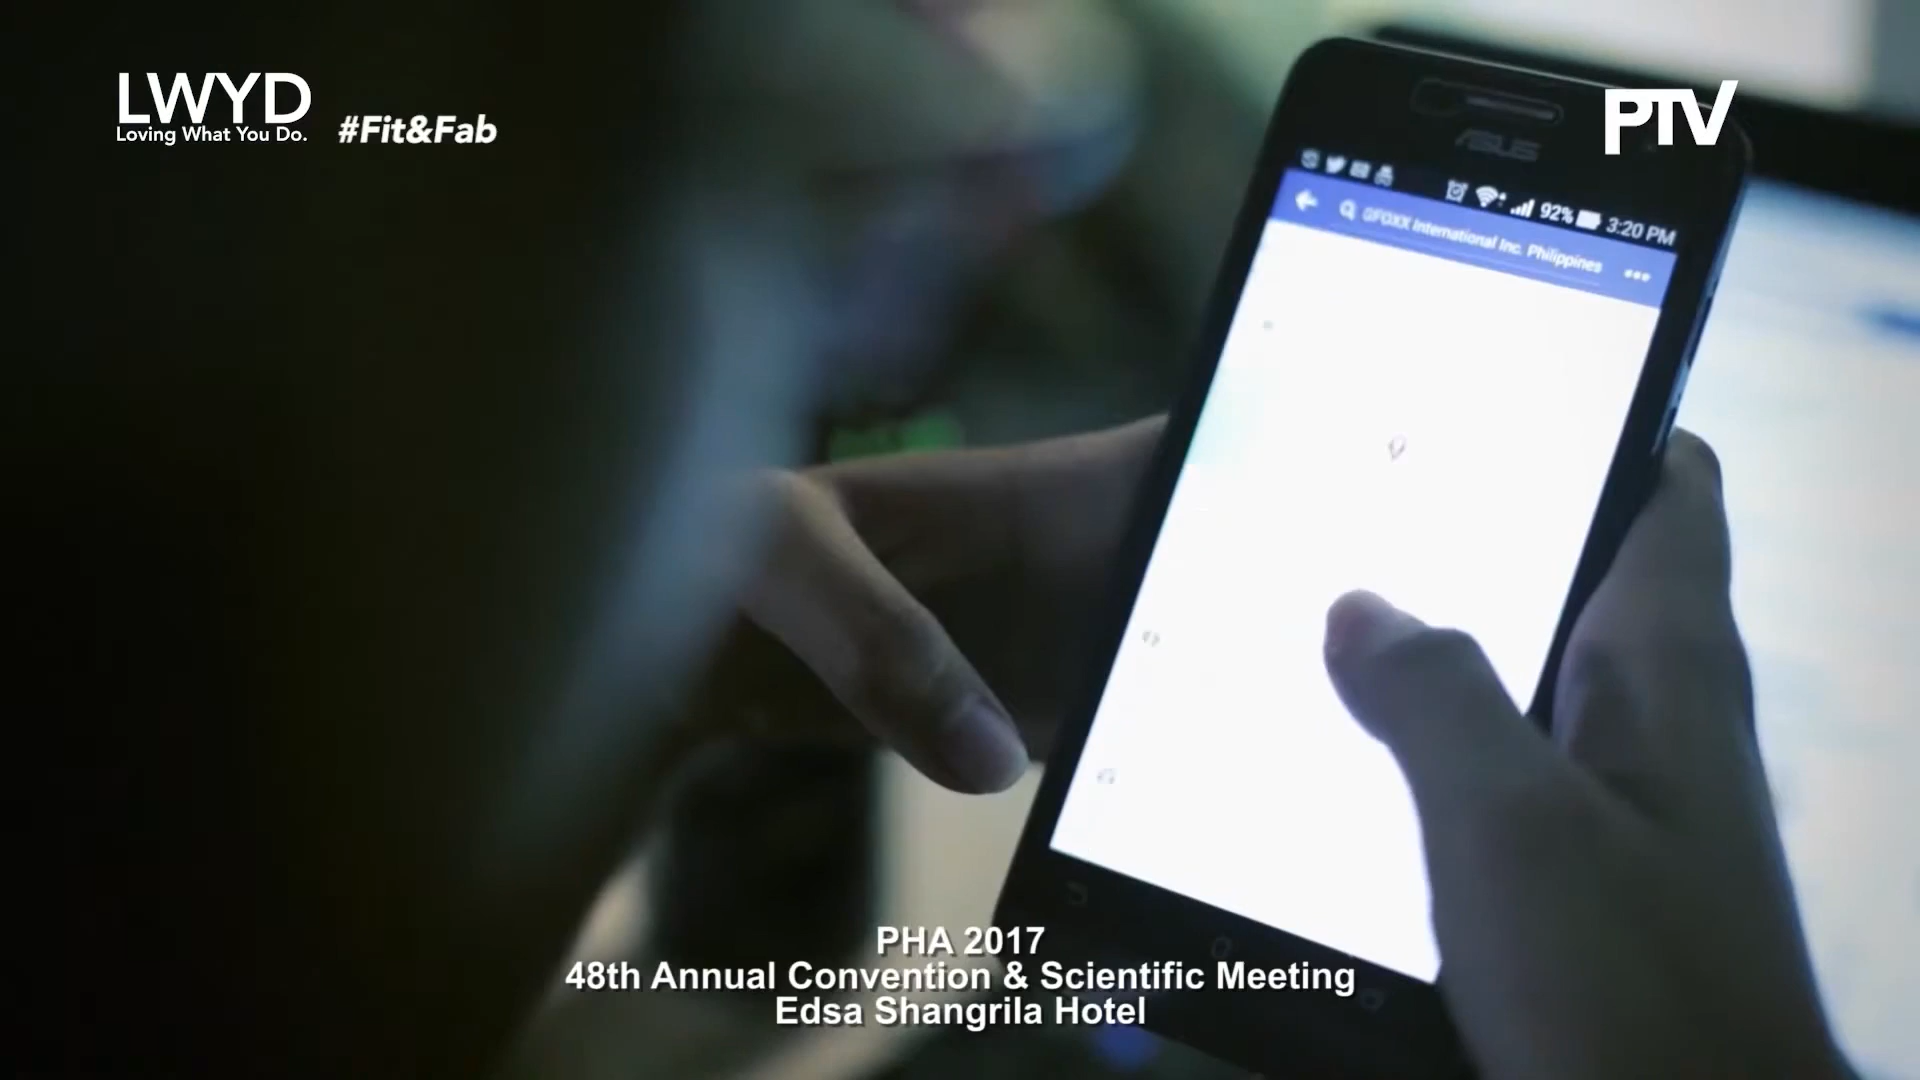 LWYD
Loving What You Do.
#Fit&Fab
PTV
ASUS
92% 3:20 PM
@FOXX International Inc. Philippines
PHA 2017
48th Annual Convention & Scientific Meeting
Edsa Shangrila Hotel